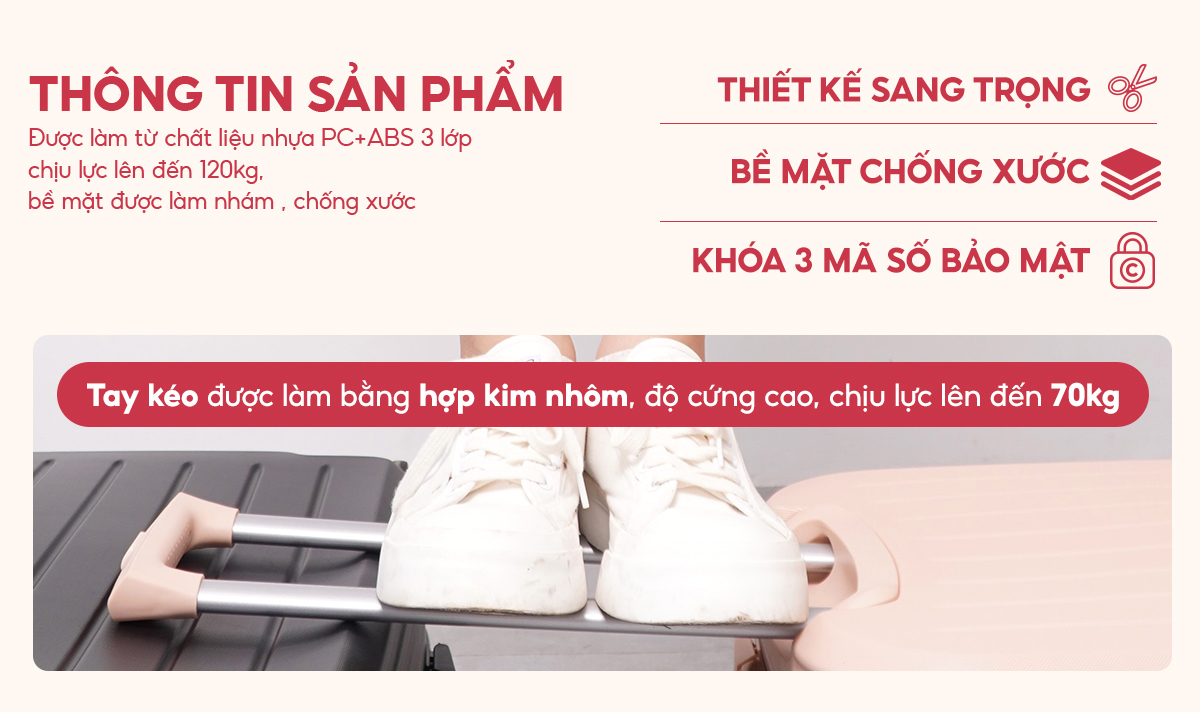 THÔNG TIN SẢN PHẨM
Được làm từ chất liệu nhựa PC+ABS 3 lớp
chịu lực lên đến 120kg,
bề mặt được làm nhám , chống xước
THIẾT KẾ SANG TRỌNG
BỀ MẶT CHỐNG XƯỚC
KHÓA 3 MÃ SỐ BẢO MẬT
Tay kéo được làm bằng hợp kim nhôm, độ cứng cao, chịu lực lên đến 70kg